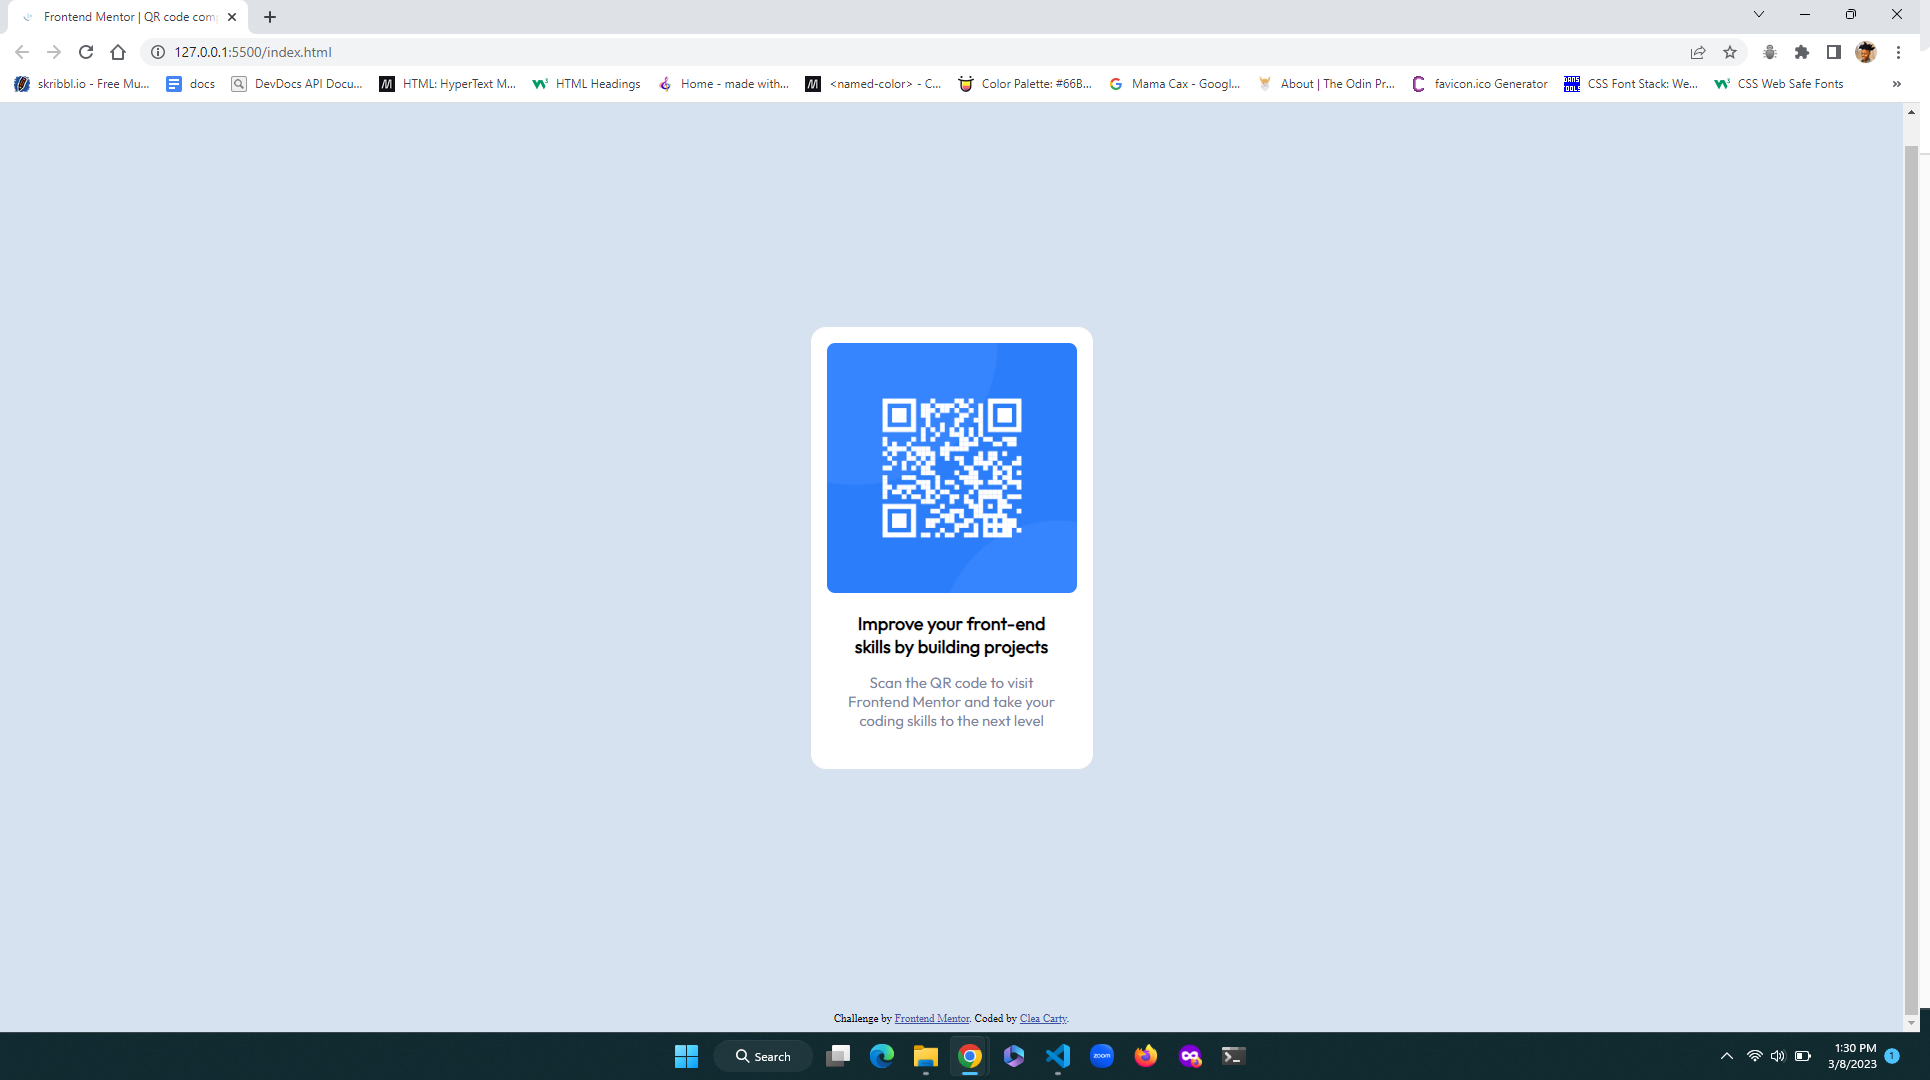 Frontend Mentor | QR code comp
127.0.0.1:5500/index.html
skribbl.io - Free Mu...
docs
DevDocs API Docu...
HTML: HyperText M...
HTML Headings
Home - made with...
<named-color> - C...
Color Palette: #66B...
Mama Cax - Googl...
About | The Odin Pr...
favicon.ico Generator
CSS Font Stack: We...
CSS Web Safe Fonts
»
Improve your front-end
skills by building projects
Scan the QR code to visit
Frontend Mentor and take your
coding skills to the next level
Challenge by Frontend Mentor. Coded by Clea Carty.
Search
zoom
1:30 PM
3/8/2023
1